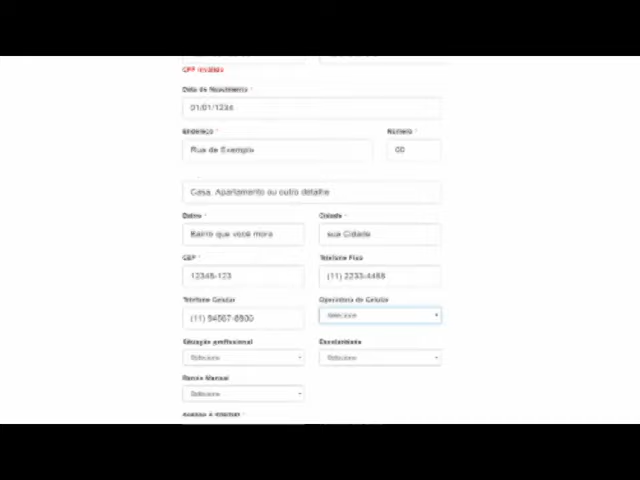 CPF inválido
Data de Nascimento *
01/01/1234
Endereço * Número *
Rua de Exemplo 00
Casa, Apartamento ou outro detalhe
Bairro * Cidade *
Bairro que você mora sua Cidade
CEP * Telefone Fixo
12345-123 (11) 2233-4455
Telefone Celular Operadora do Celular
(11) 94567-8900 Selecione
Situação profissional Escolaridade
Selecione Selecione
Renda Mensal
Selecione